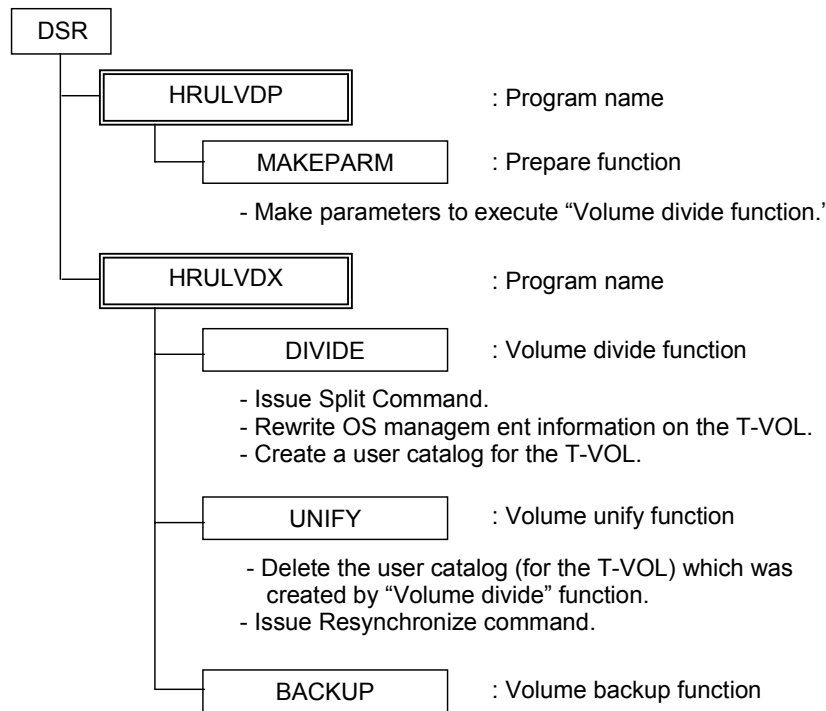 DSR
HRULVDP : Program name
MAKEPARM : Prepare function
- Make parameters to execute “Volume divide function.’
HRULVDX : Program name
DIVIDE : Volume divide function
- Issue Split Command.
- Rewrite OS managem ent information on the T-VOL.
- Create a user catalog for the T-VOL.
UNIFY : Volume unify function
- Delete the user catalog (for the T-VOL) which was
created by “Volume divide” function.
- Issue Resynchronize command.
BACKUP : Volume backup function